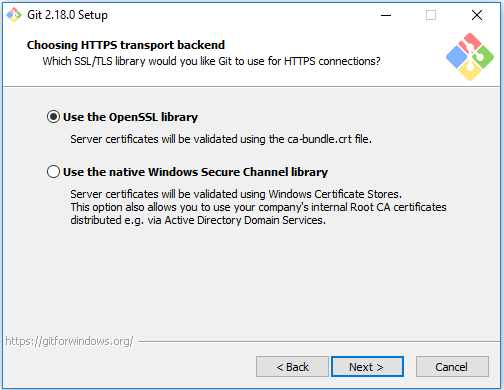 Git 2.18.0 Setup
Choosing HTTPS transport backend
Which SSL/TLS library would you like Git to use for HTTPS connections?
Use the OpenSSL library
Server certificates will be validated using the ca-bundle.crt file.
Use the native Windows Secure Channel library
Server certificates will be validated using Windows Certificate Stores.
This option also allows you to use your company's internal Root CA certificates
distributed e.g. via Active Directory Domain Services.
https://gitforwindows.org/
< Back
Next >
Cancel